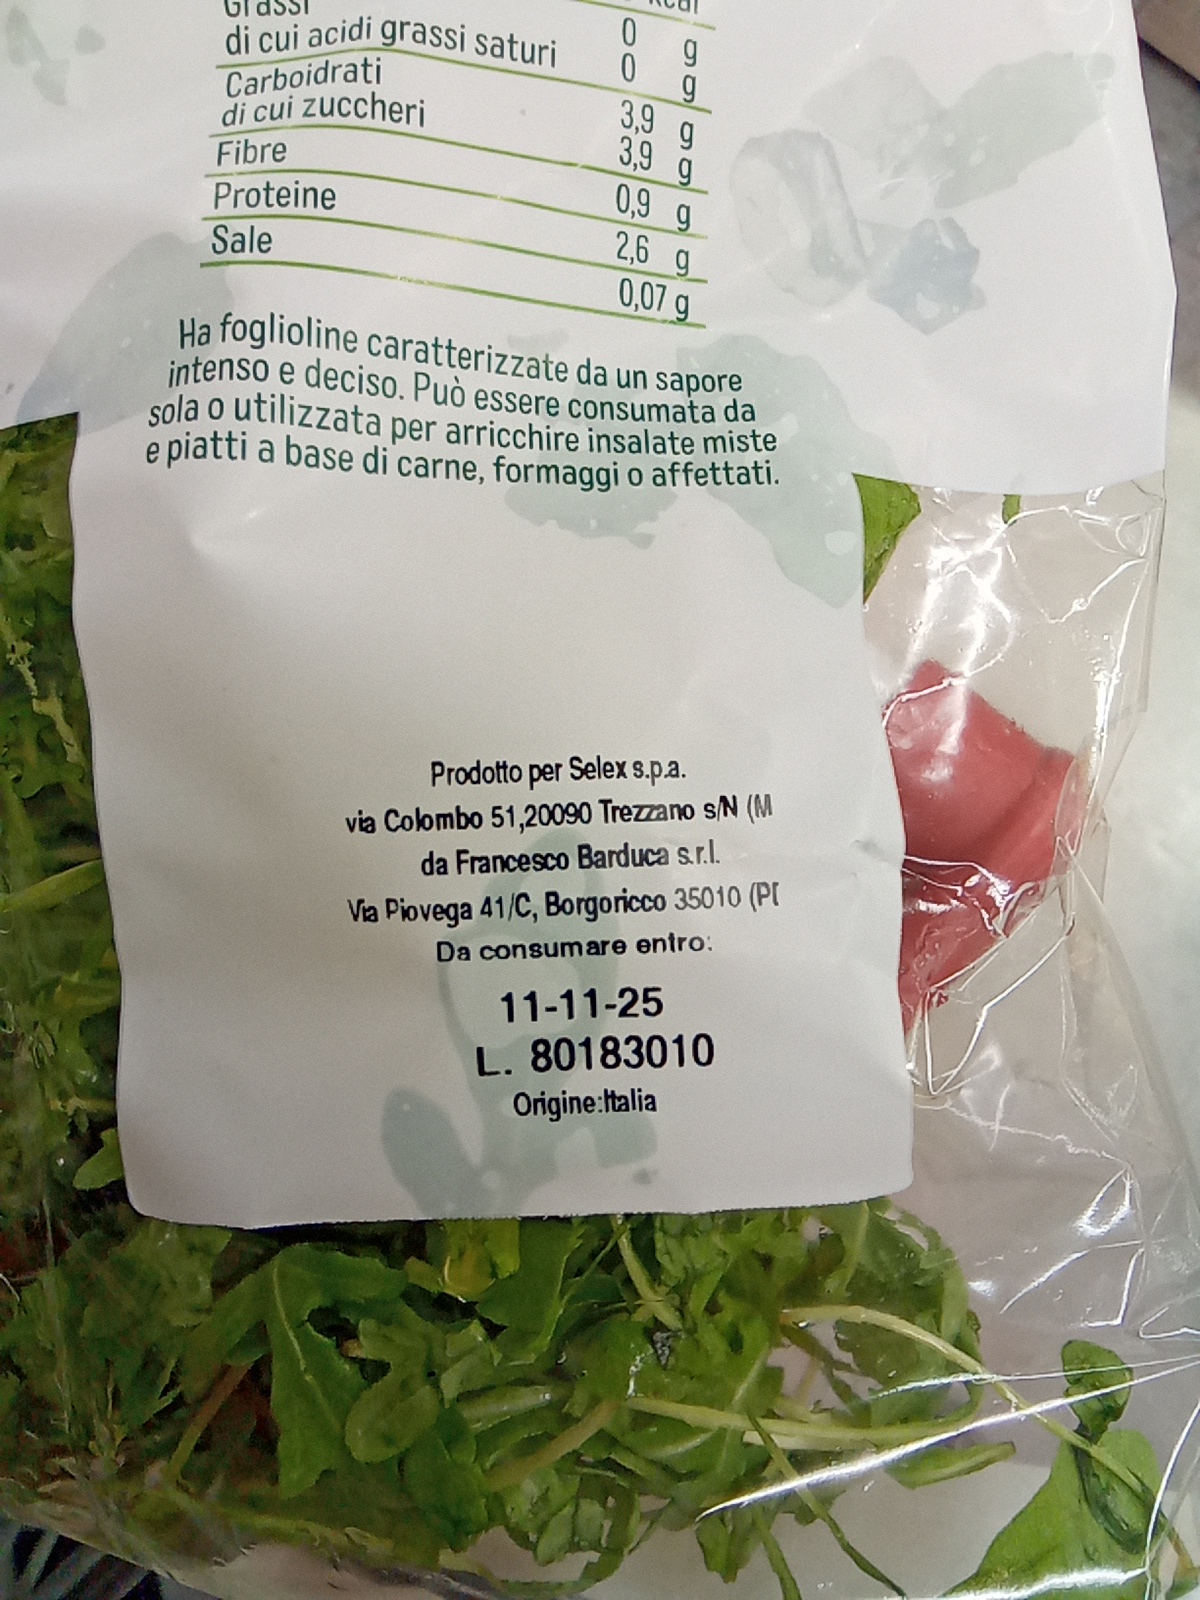 Grassi
di cui acidi grassi saturi
Carboidrati
di cui zuccheri
Fibre
Proteine
Sale
kcal
0 g
0 g
3,9 g
3,9 g
0,9 g
2,6 g
0,07 g
Ha foglioline caratterizzate da un sapore
intenso e deciso. Può essere consumata da
sola o utilizzata per arricchire insalate miste
e piatti a base di carne, formaggi o affettati.
Prodotto per Selex s.p.a.
via Colombo 51,20090 Trezzano s/N (M
da Francesco Barduca s.r.l.
Via Piovega 41/C, Borgoricco 35010 (P
Da consumare entro:
11-11-25
L. 80183010
Origine:Italia